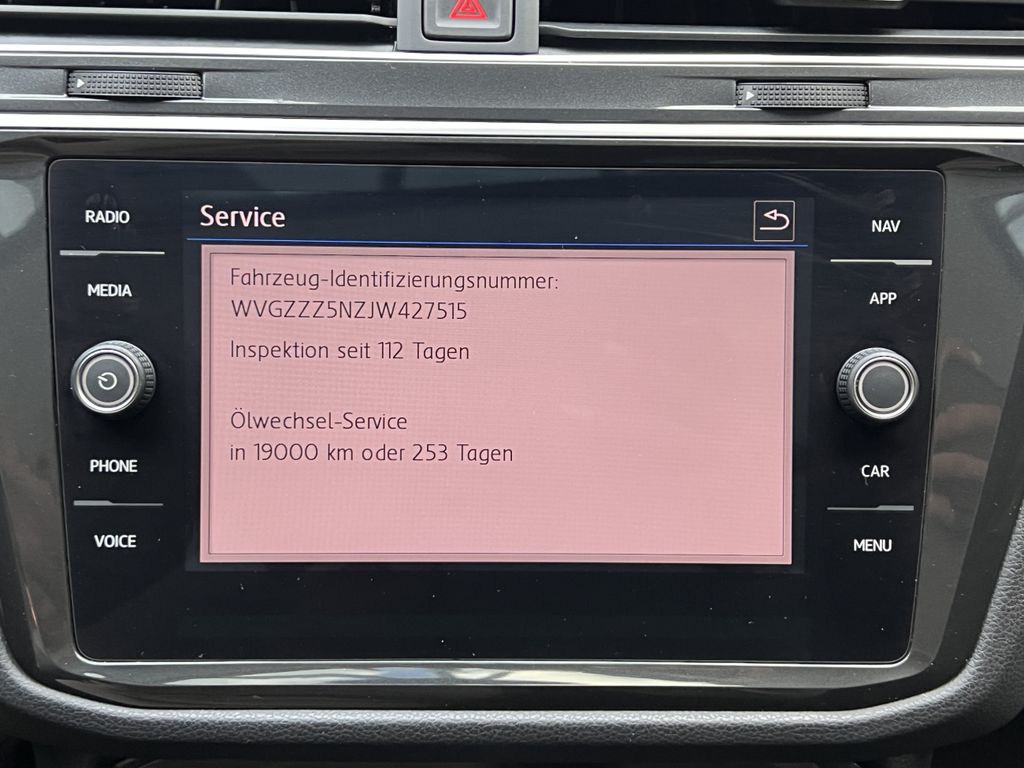 RADIO
MEDIA
PHONE
VOICE
Service
Fahrzeug-Identifizierungsnummer:
WVGZZZ5NZJW427515
Inspektion seit 112 Tagen
Ölwechsel-Service
in 19000 km oder 253 Tagen
NAV
APP
CAR
MENU